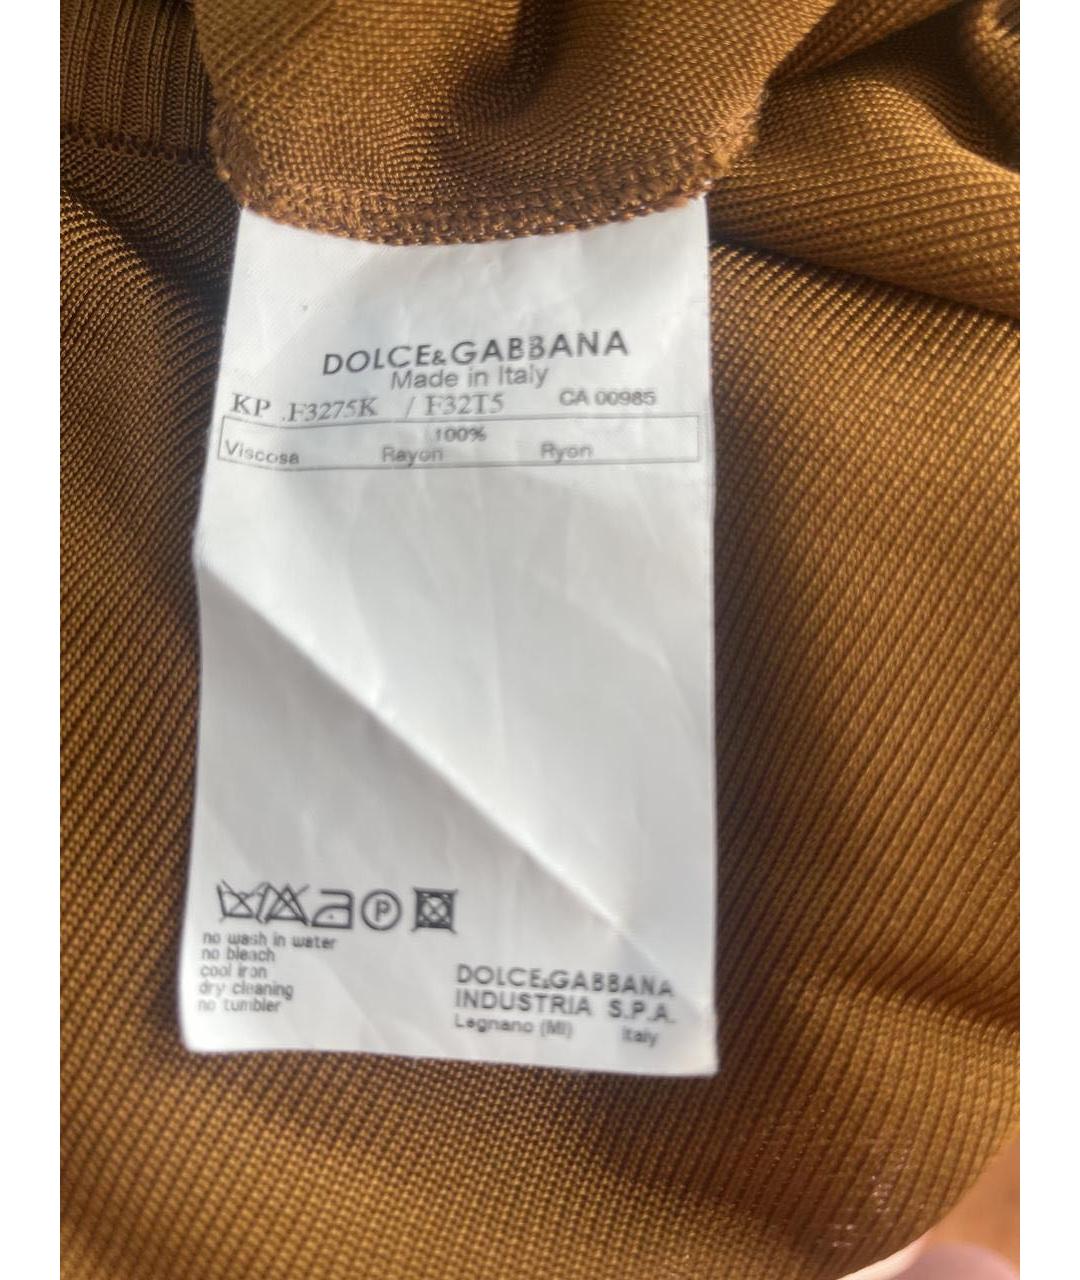 DOLCE&GABBANA
Made in Italy
KP .F3275K / F32T5 CA 00985
100%
Viscosa Rayon Ryon
P
no wash in water
no bleach
cool iron
dry cleaning
no tumbler
DOLCE&GABBANA
INDUSTRIA S.P.A.
Legnano (MI) Italy